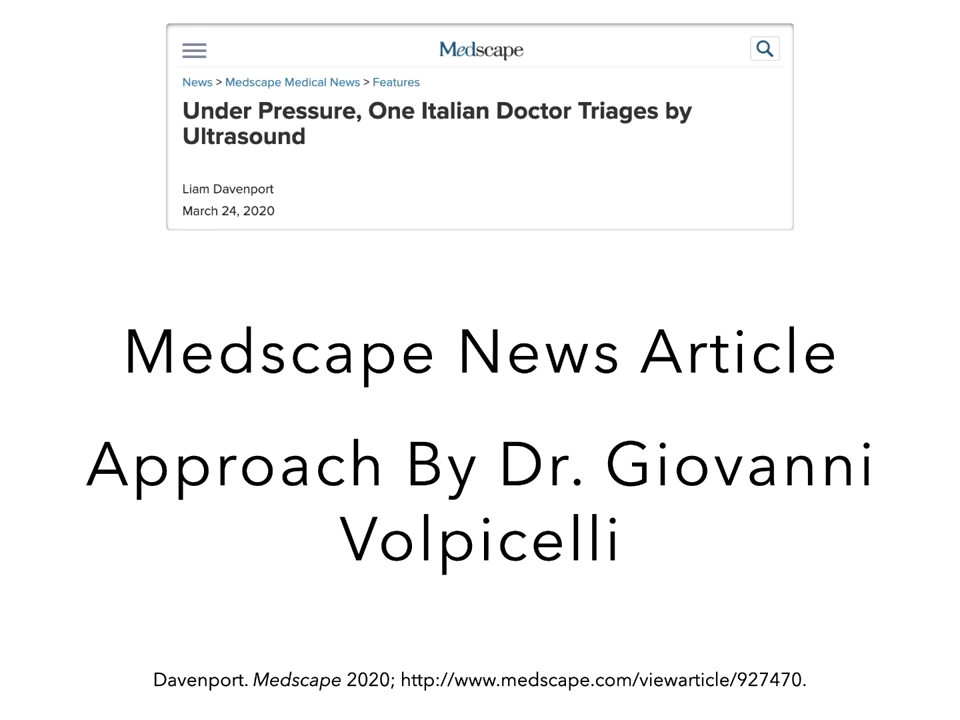 Medscape
News > Medscape Medical News > Features
Under Pressure, One Italian Doctor Triages by
Ultrasound
Liam Davenport
March 24, 2020
Medscape News Article
Approach By Dr. Giovanni
Volpicelli
Davenport. Medscape 2020; http://www.medscape.com/viewarticle/927470.